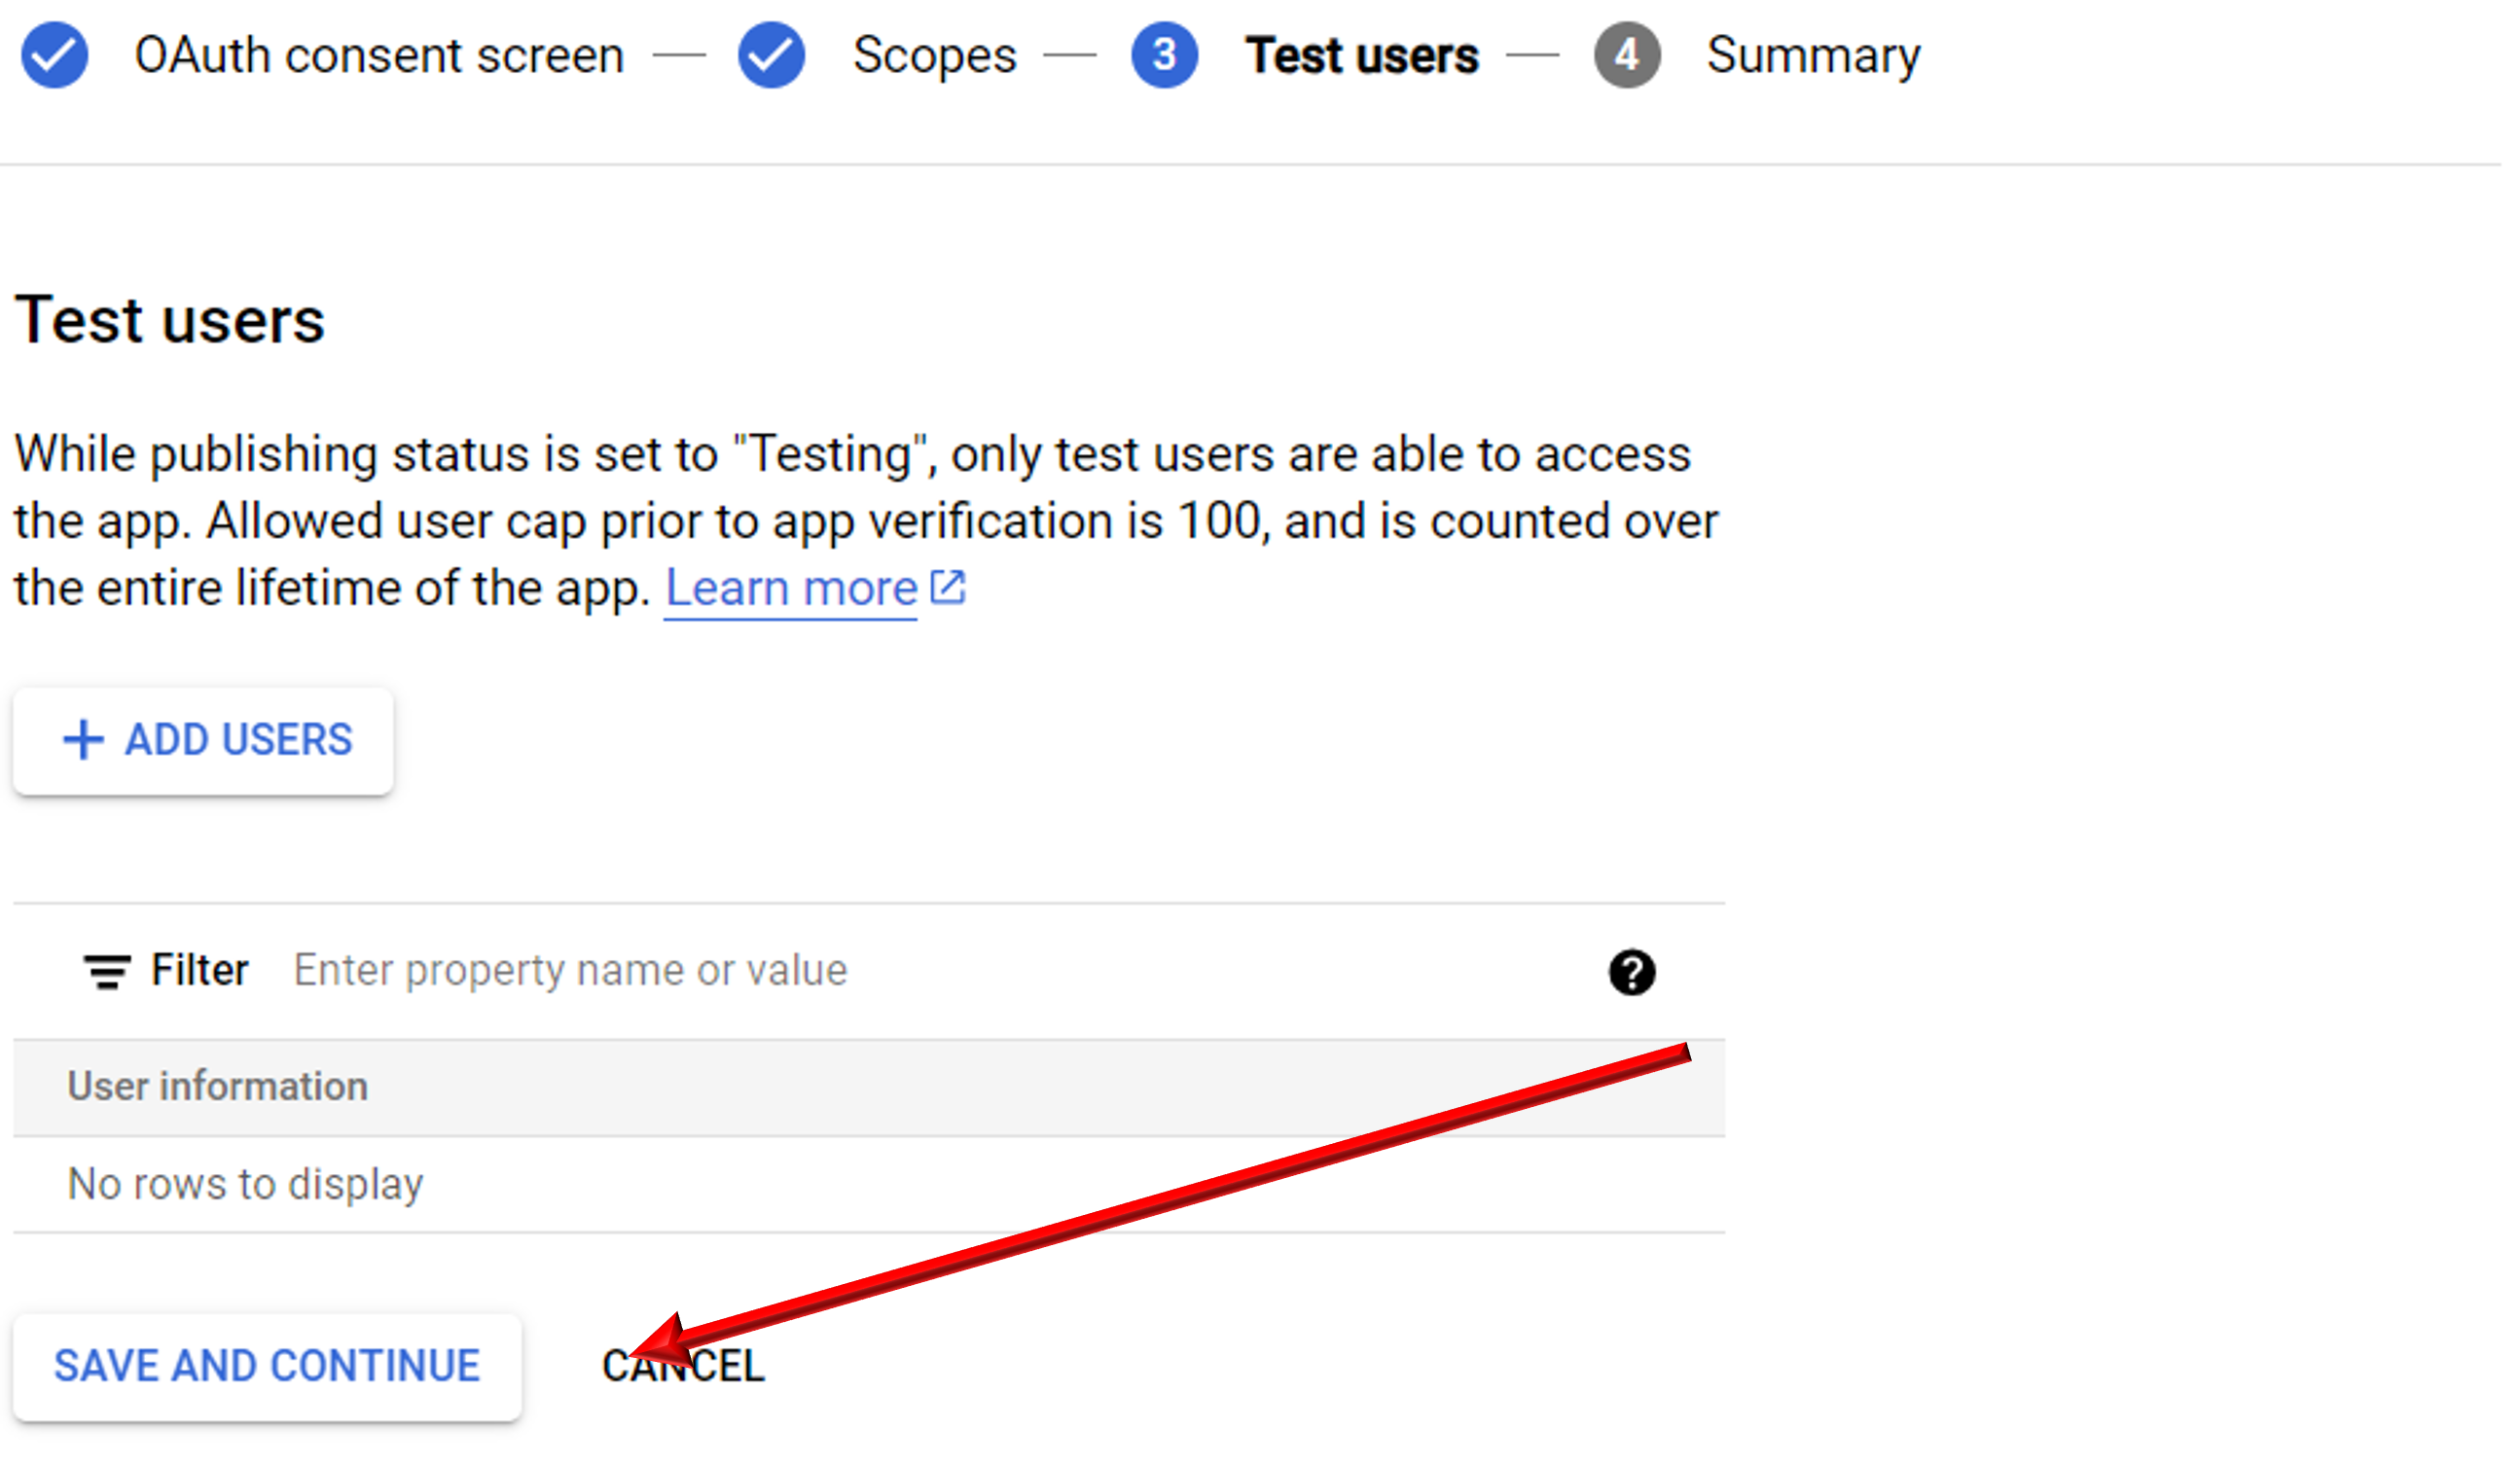 OAuth consent screen — Scopes — 3 Test users — 4 Summary
Test users
While publishing status is set to "Testing", only test users are able to access
the app. Allowed user cap prior to app verification is 100, and is counted over
the entire lifetime of the app. Learn more
+ ADD USERS
Filter Enter property name or value ?
User information
No rows to display
SAVE AND CONTINUE CANCEL